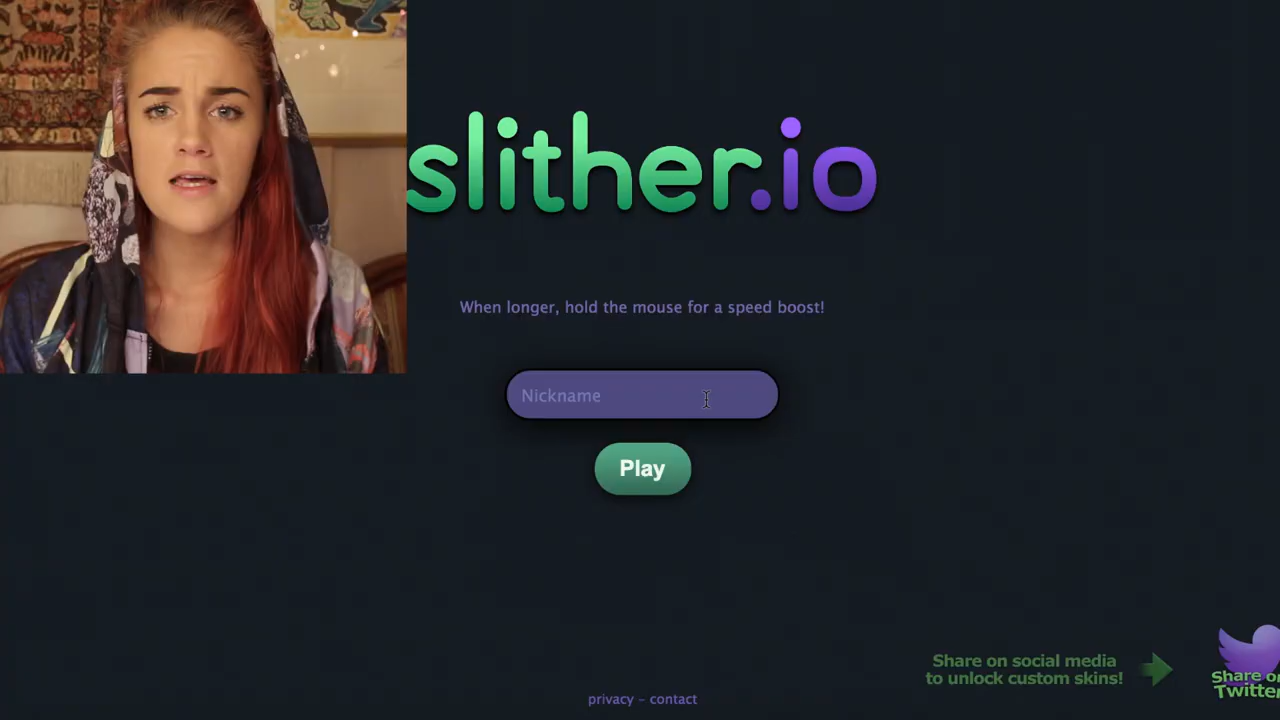 slither.io
When longer, hold the mouse for a speed boost!
Nickname
Play
Share on social media
to unlock custom skins!
Share on
Twitter
privacy - contact